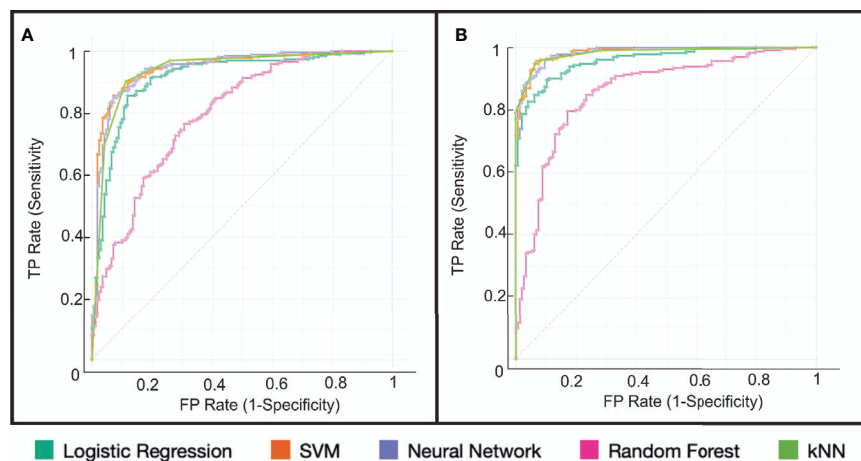 A
TP Rate (Sensitivity)
1
0.8
0.6
0.4
0.2
0
0.2 0.4 0.6 0.8 1
FP Rate (1-Specificity)
B
TP Rate (Sensitivity)
1
0.8
0.6
0.4
0.2
0
0.2 0.4 0.6 0.8 1
FP Rate (1-Specificity)
Logistic Regression SVM Neural Network Random Forest kNN